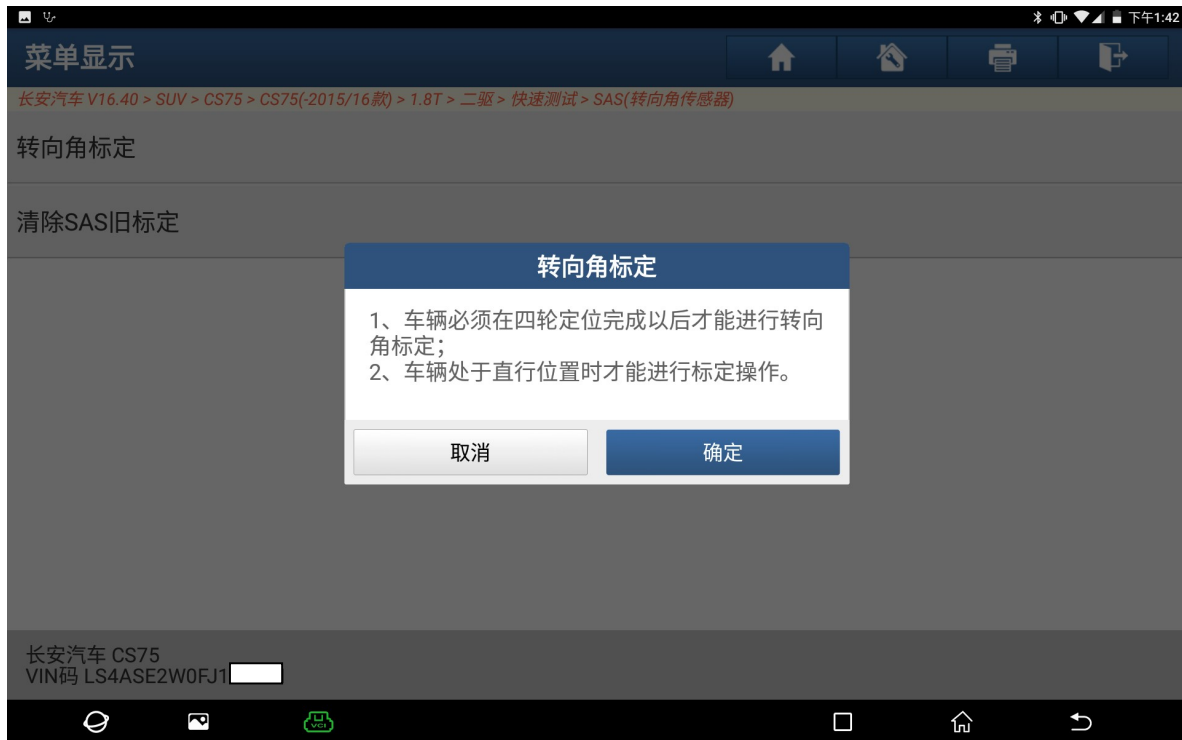 下午1:42
菜单显示
长安汽车 V16.40 > SUV > CS75 > CS75(-2015/16款) > 1.8T > 二驱 > 快速测试 > SAS(转向角传感器)
转向角标定
清除SAS旧标定
转向角标定
1、车辆必须在四轮定位完成以后才能进行转向
角标定；
2、车辆处于直行位置时才能进行标定操作。
取消
确定
长安汽车 CS75
VIN码 LS4ASE2W0FJ1
VCI